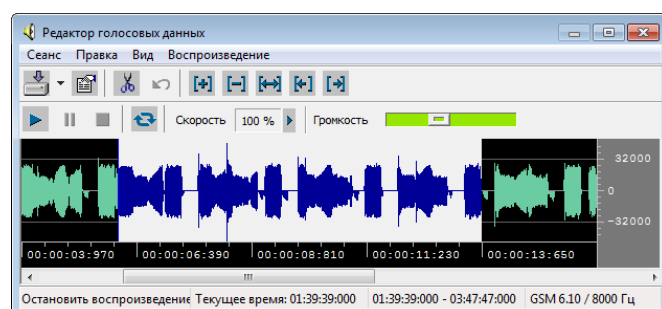 Редактор голосовых данных
Сеанс Правка Вид Воспроизведение
Скорость 100 % Громкость
32000
0
-32000
00:00:03:970 00:00:06:390 00:00:08:810 00:00:11:230 00:00:13:650
Остановить воспроизведение Текущее время: 01:39:39:000 01:39:39:000 - 03:47:47:000 GSM 6.10 / 8000 Гц